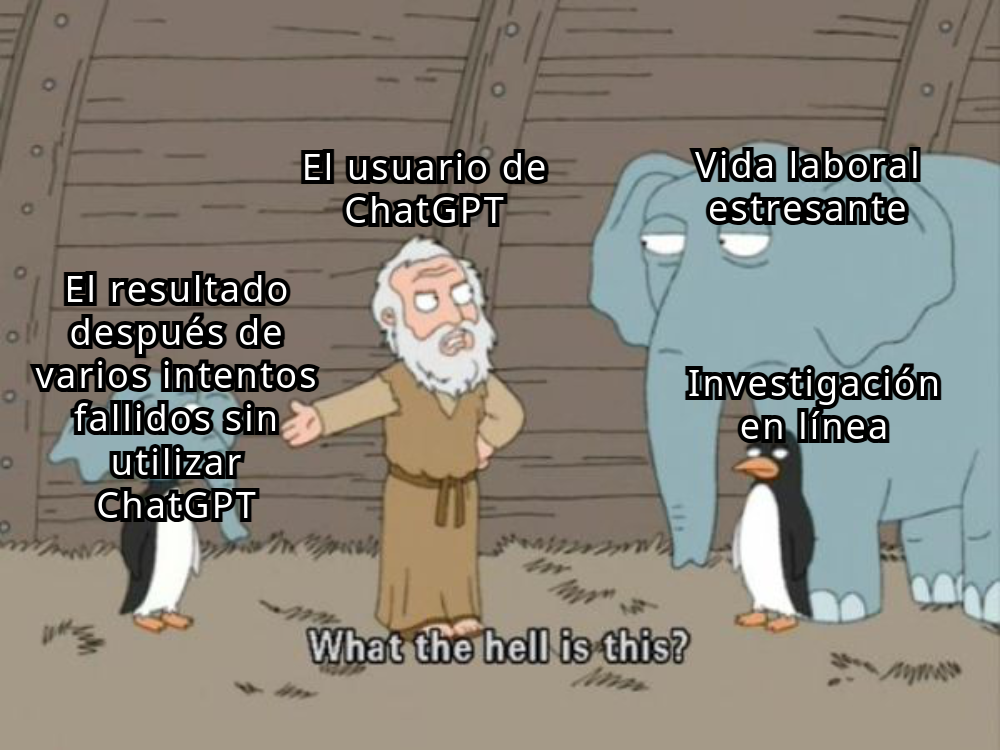 El usuario de
ChatGPT
Vida laboral
estresante
El resultado
después de
varios intentos
fallidos sin
utilizar
ChatGPT
Investigación
en línea
What the hell is this?